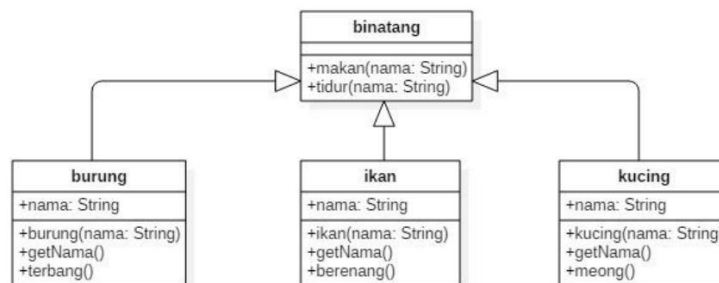 binatang
+makan(nama: String)
+tidur(nama: String)
burung
+nama: String
+burung(nama: String)
+getNama()
+terbang()
ikan
+nama: String
+ikan(nama: String)
+getNama()
+berenang()
kucing
+nama: String
+kucing(nama: String
+getNama()
+meong()